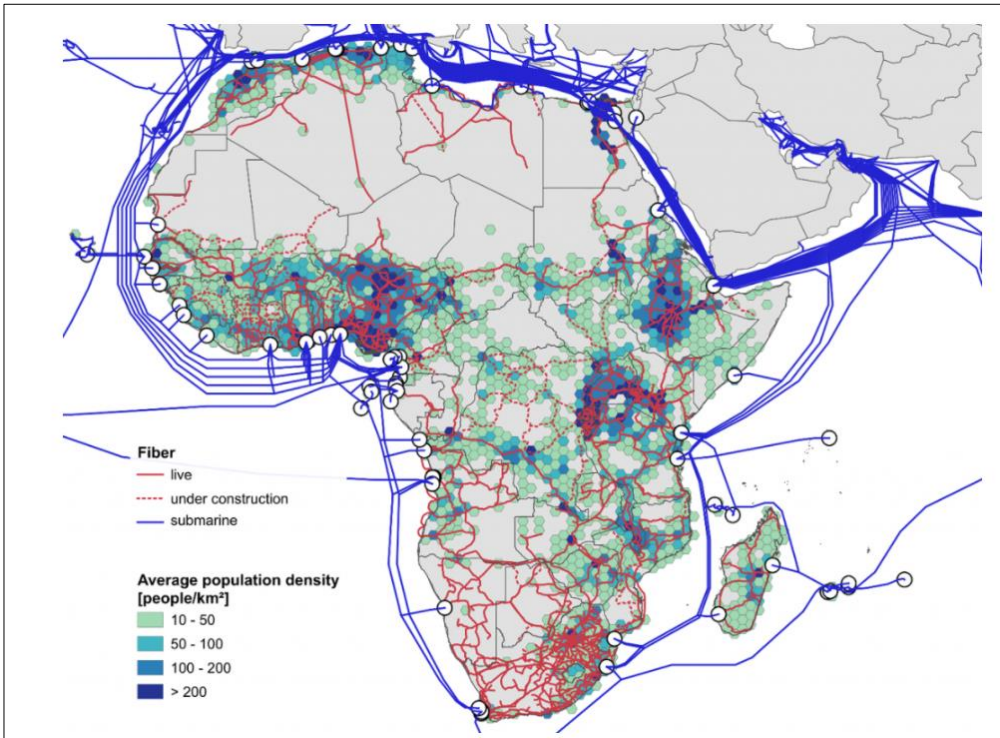 Fiber
live
under construction
submarine
Average population density
[people/km²]
10 - 50
50 - 100
100 - 200
> 200